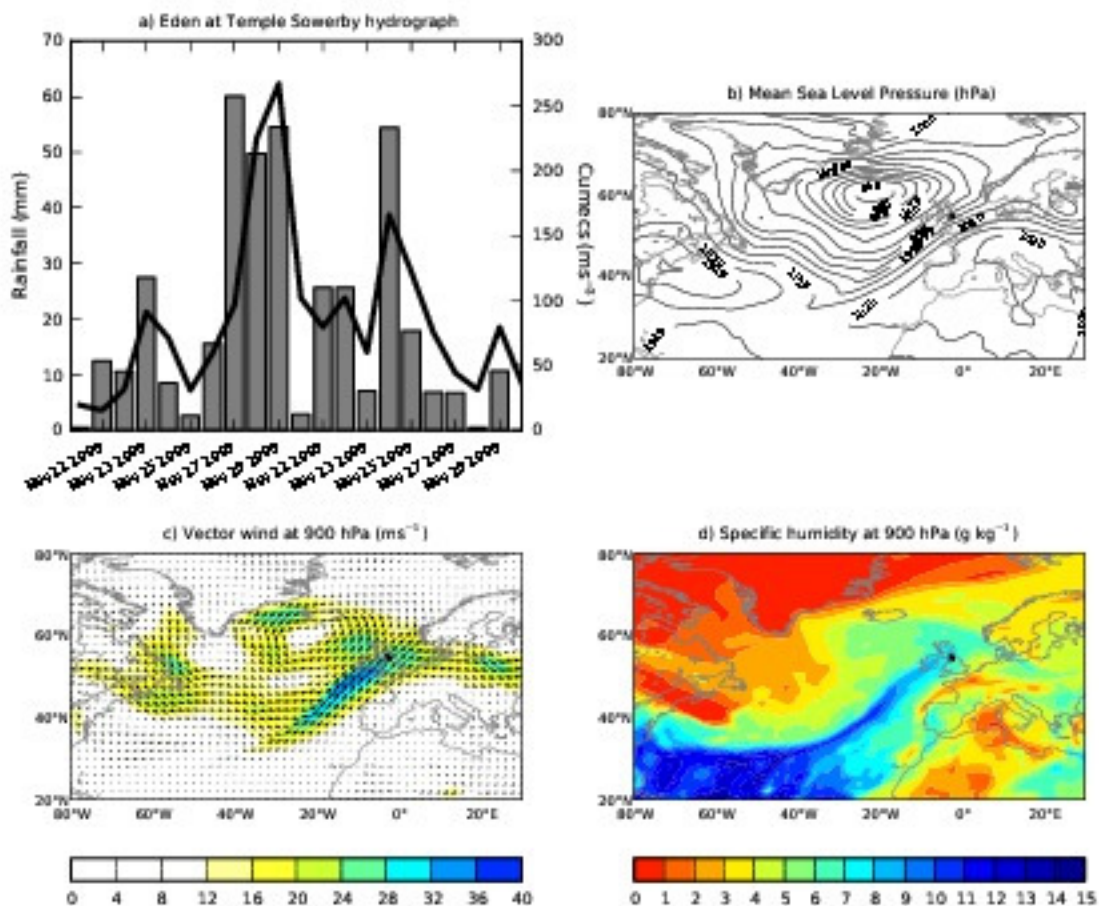 a) Eden at Temple Sowerby hydrograph
70
60
50
40
30
20
10
0
Rainfall (mm)
300
250
200
150
100
50
0
Cumecs (ms⁻³)
b) Mean Sea Level Pressure (hPa)
80°N
60°N
40°N
20°N
80°W 60°W 40°W 20°W 0° 20°E
c) Vector wind at 900 hPa (ms⁻¹)
80°N
60°N
40°N
20°N
80°W 60°W 40°W 20°W 0° 20°E
0 4 8 12 16 20 24 28 32 36 40
d) Specific humidity at 900 hPa (g kg⁻¹)
80°N
60°N
40°N
20°N
80°W 60°W 40°W 20°W 0° 20°E
0 1 2 3 4 5 6 7 8 9 10 11 12 13 14 15